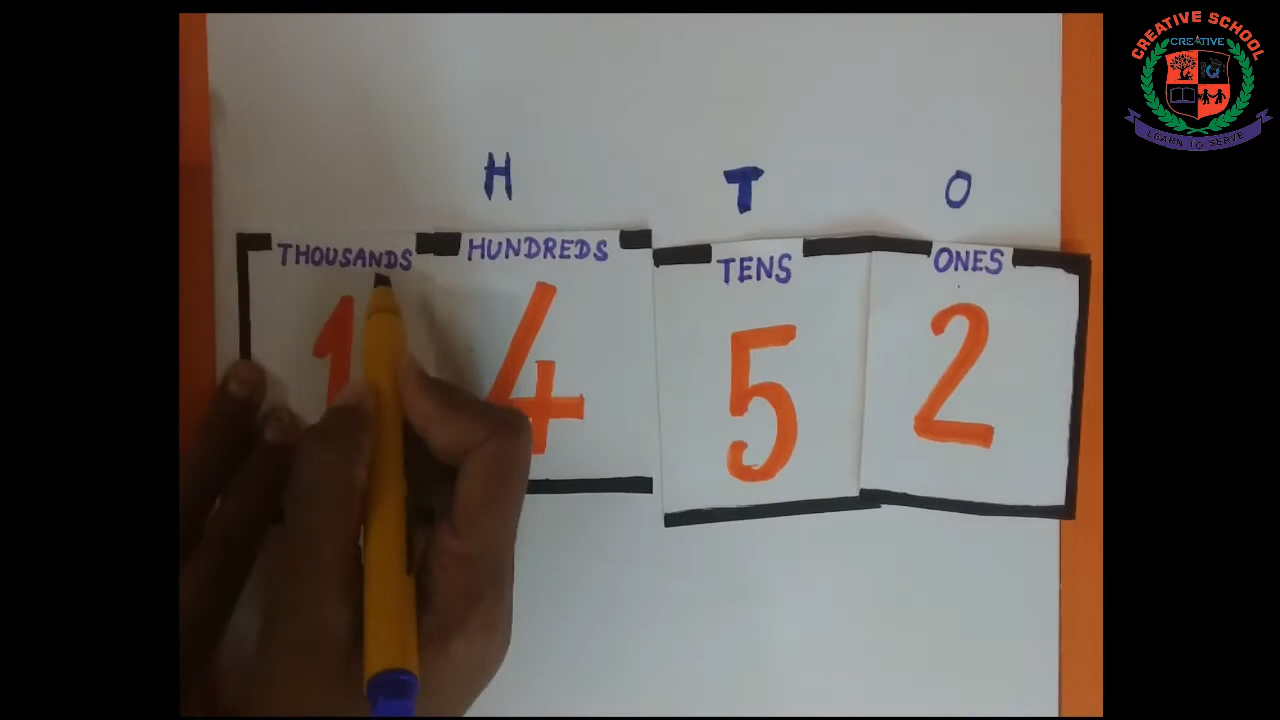 H T O
THOUSANDS HUNDREDS TENS ONES
1 4 5 2
CREATIVE SCHOOL
CREATIVE
LEARN TO SERVE